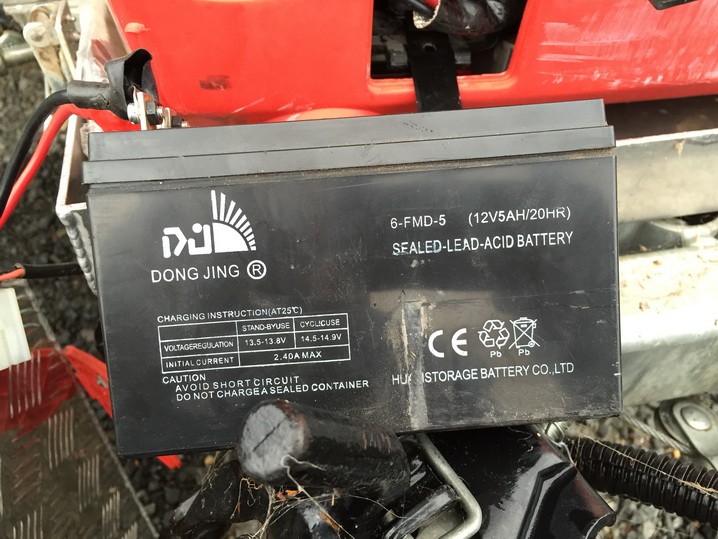 DJ
DONG JING ®
6-FMD-5 (12V5AH/20HR)
SEALED-LEAD-ACID BATTERY
CHARGING INSTRUCTION(AT25℃)
STAND-BYUSE CYCLICUSE
VOLTAGEREGULATION 13.5-13.8V 14.5-14.9V
INITIAL CURRENT 2.40A MAX
CAUTION
AVOID SHORT CIRCUIT
DO NOT CHARGE A SEALED CONTAINER
CE
Pb Pb
BATTERY CO.,LTD